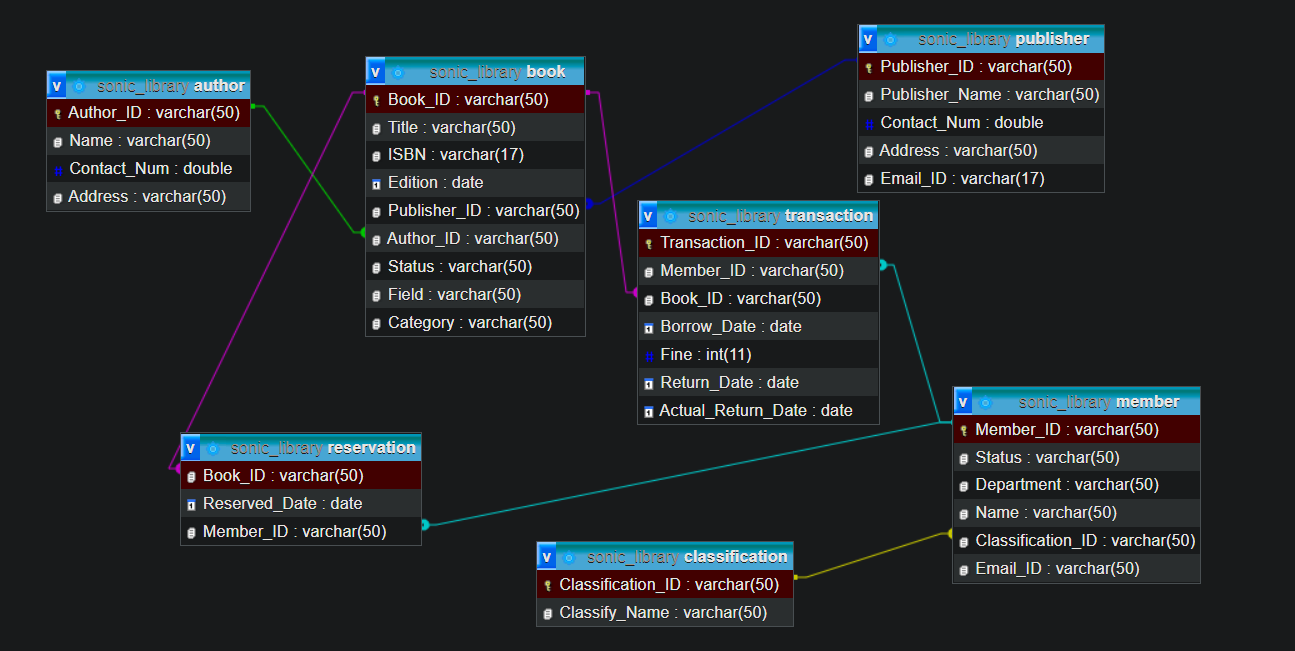 v sonic_library author
Author_ID : varchar(50)
Name : varchar(50)
Contact_Num : double
Address : varchar(50)
v sonic_library book
Book_ID : varchar(50)
Title : varchar(50)
ISBN : varchar(17)
Edition : date
Publisher_ID : varchar(50)
Author_ID : varchar(50)
Status : varchar(50)
Field : varchar(50)
Category : varchar(50)
v sonic_library publisher
Publisher_ID : varchar(50)
Publisher_Name : varchar(50)
# Contact_Num : double
Address : varchar(50)
Email_ID : varchar(17)
v sonic_library transaction
Transaction_ID : varchar(50)
Member_ID : varchar(50)
Book_ID : varchar(50)
Borrow_Date : date
Fine : int(11)
Return_Date : date
Actual_Return_Date : date
v sonic_library reservation
Book_ID : varchar(50)
Reserved_Date : date
Member_ID : varchar(50)
v sonic_library member
Member_ID : varchar(50)
Status : varchar(50)
Department : varchar(50)
Name : varchar(50)
Classification_ID : varchar(50)
Email_ID : varchar(50)
v sonic_library classification
Classification_ID : varchar(50)
Classify_Name : varchar(50)